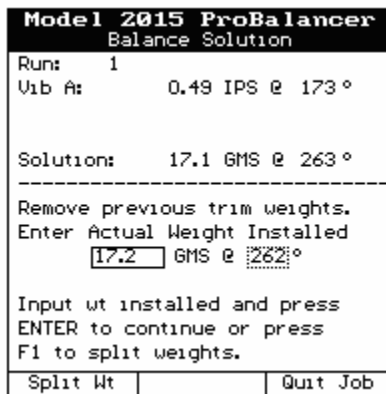 Model 2015 ProBalancer
Balance Solution
Run: 1
Vib A: 0.49 IPS @ 173°
Solution: 17.1 GMS @ 263°
--------------------------------
Remove previous trim weights.
Enter Actual Weight Installed
17.2 GMS @ 262°
Input wt installed and press
ENTER to continue or press
F1 to split weights.
Split Wt Quit Job